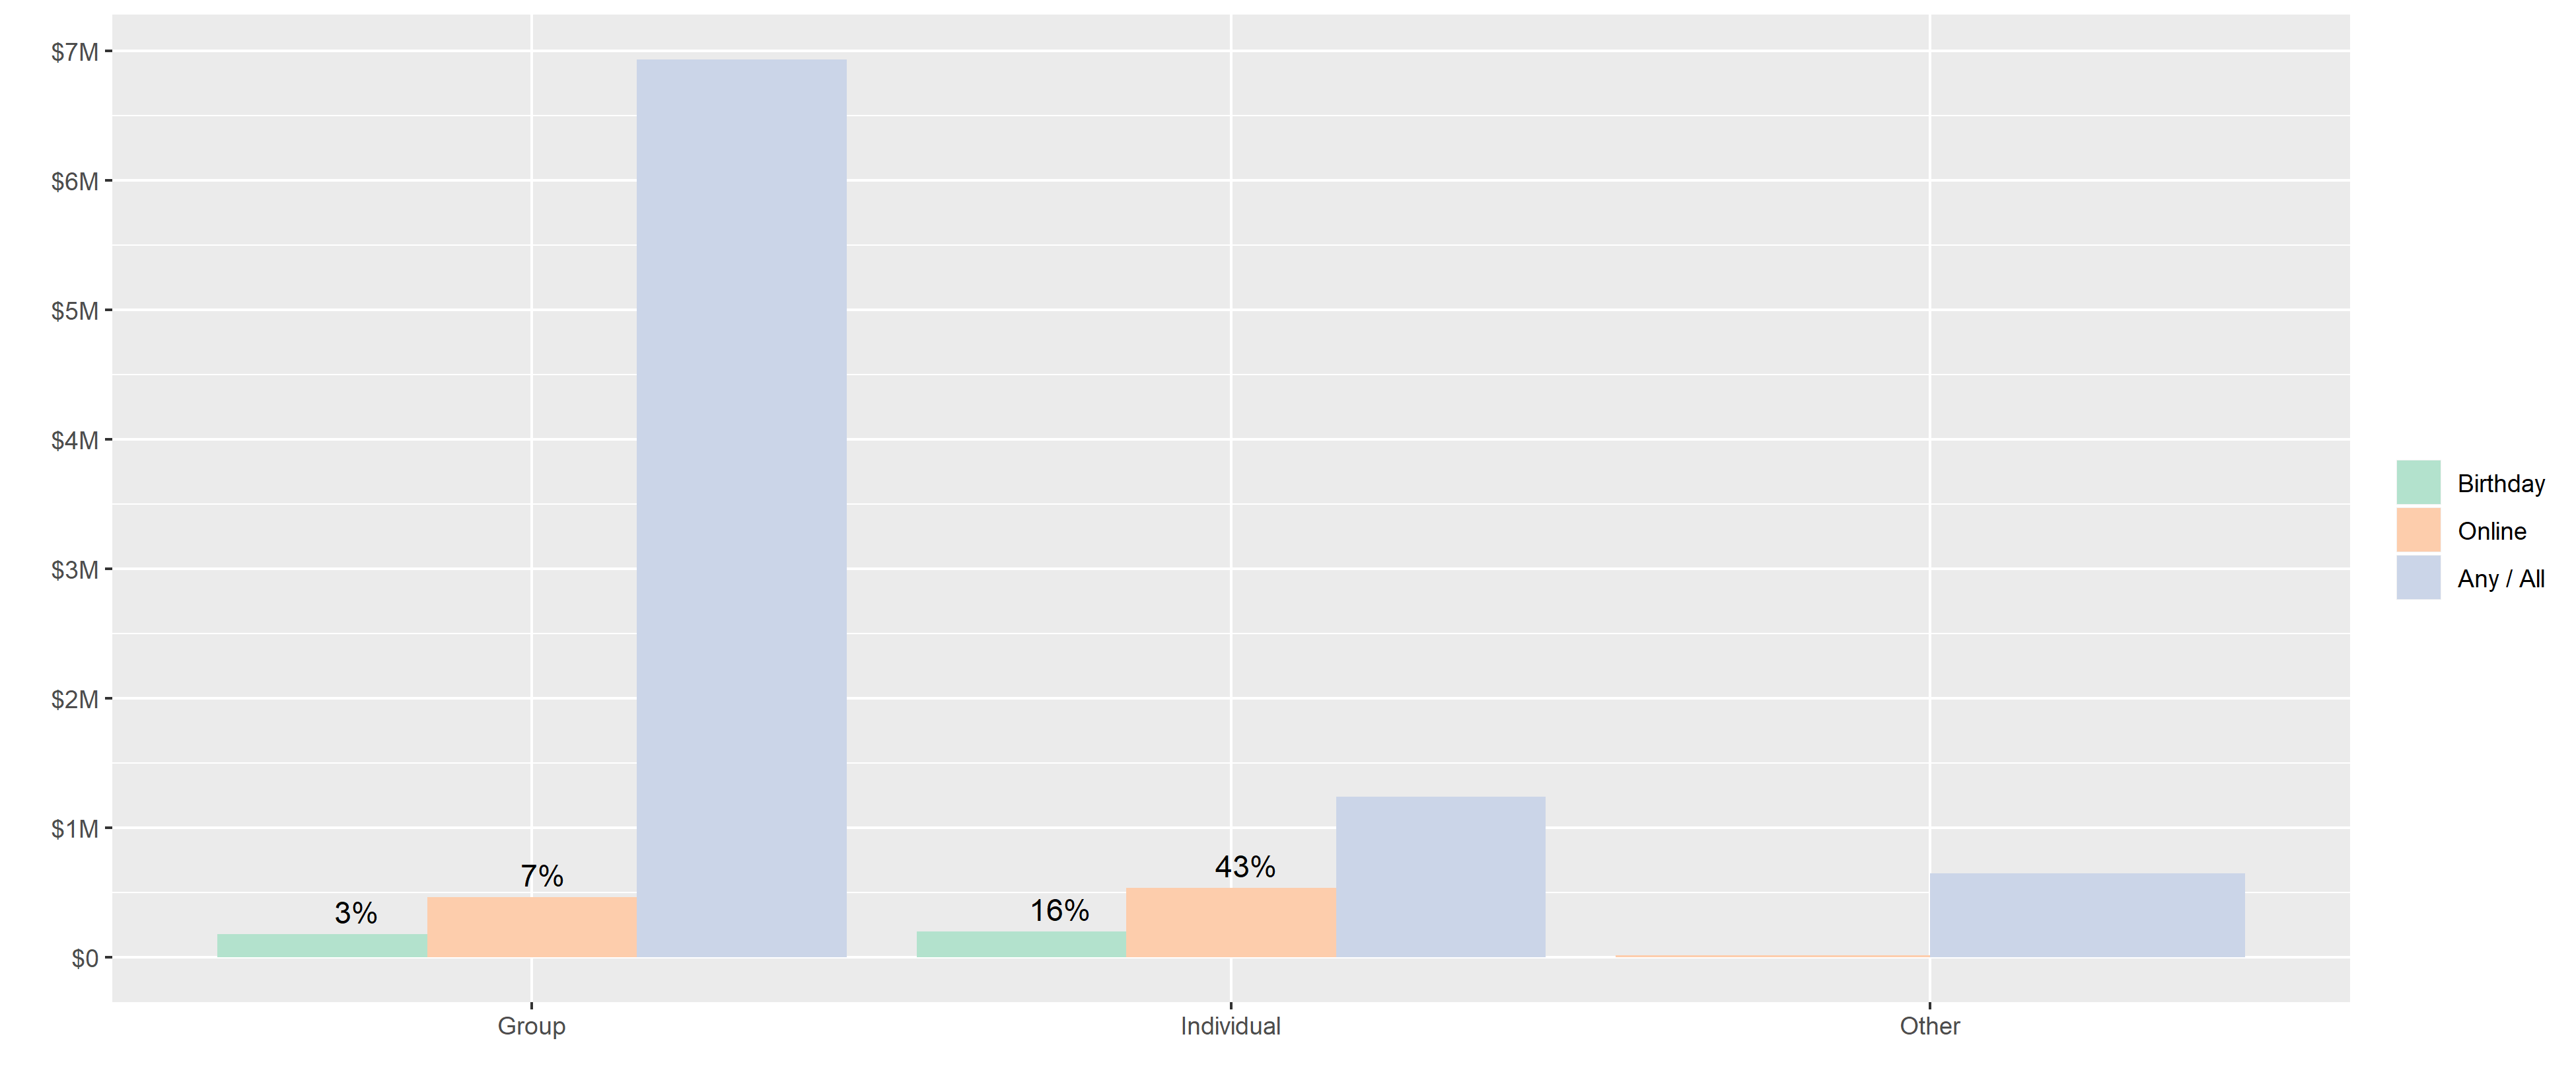 $7M
$6M
$5M
$4M
$3M
$2M
$1M
$0
3%
7%
16%
43%
Group
Individual
Other
Birthday
Online
Any / All